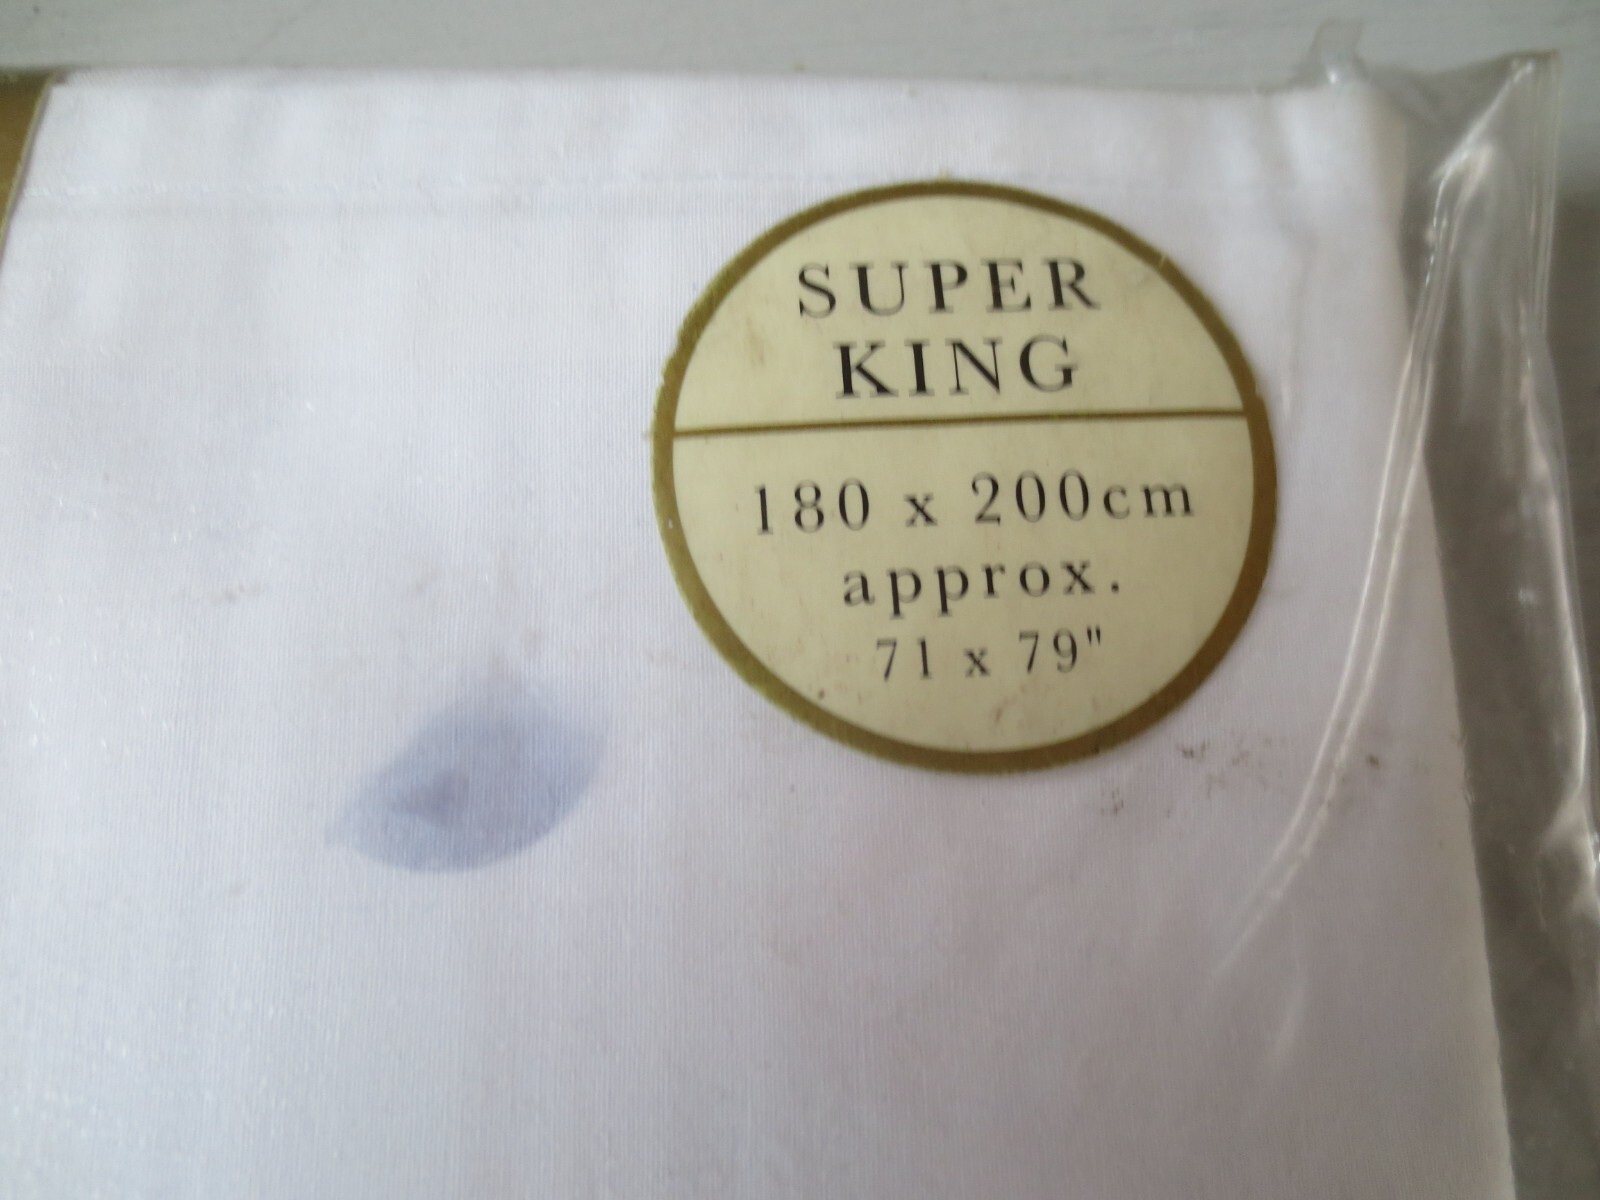 SUPER
KING
180 x 200cm
approx.
71 x 79"